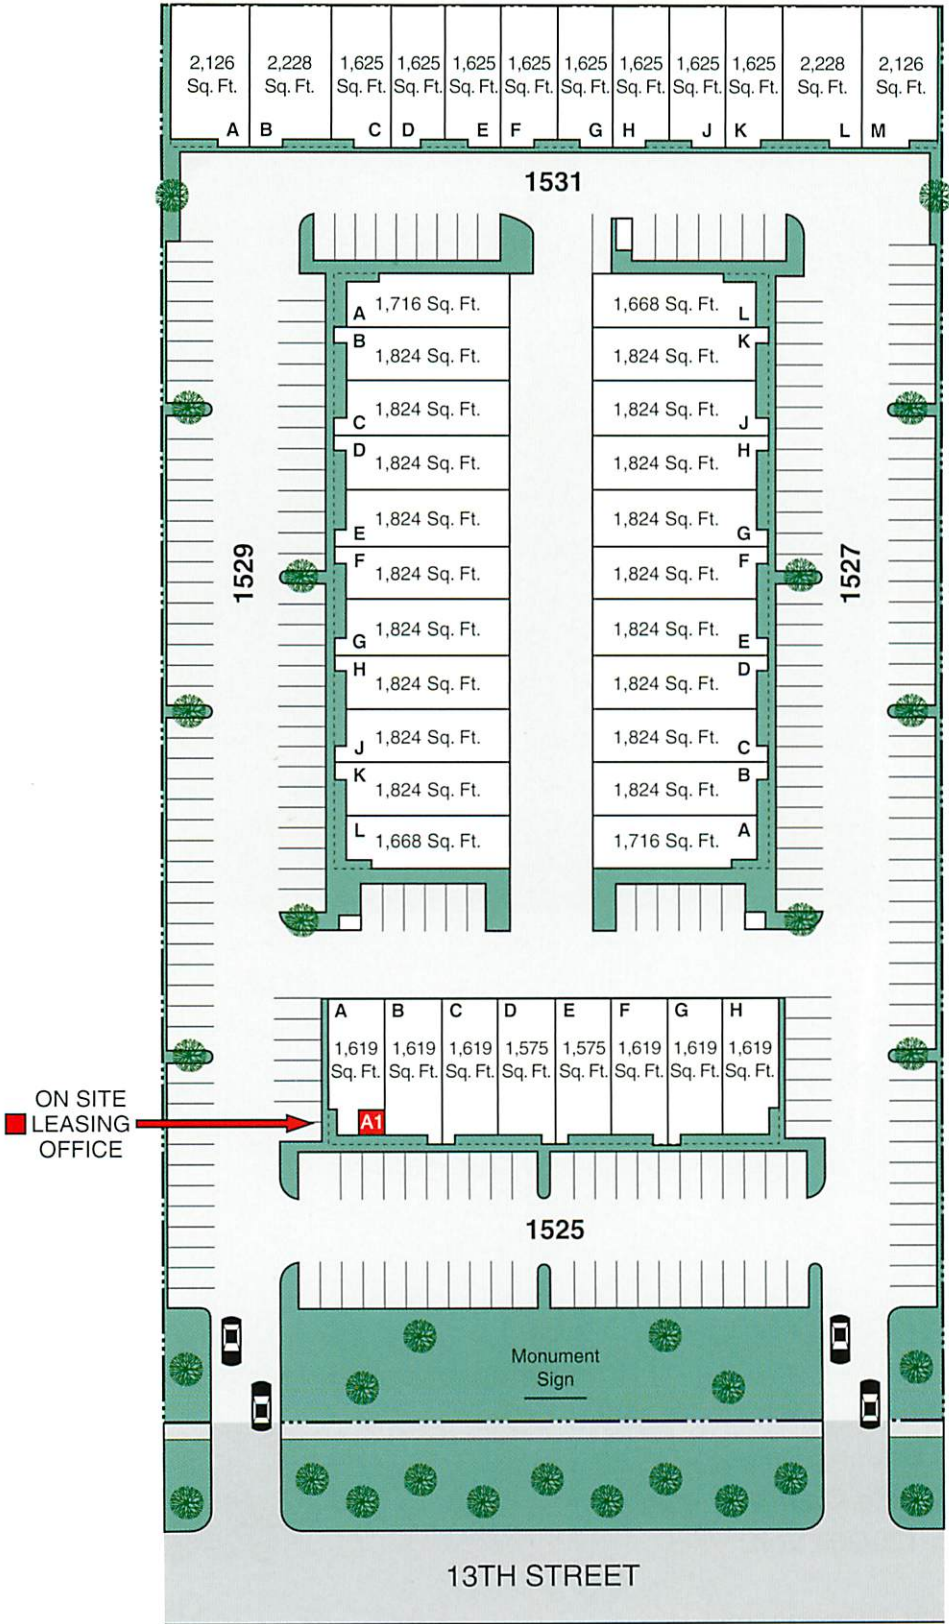 2,126 2,228 1,625 1,625 1,625 1,625 1,625 1,625 1,625 1,625 2,228 2,126
Sq. Ft. Sq. Ft. Sq. Ft. Sq. Ft. Sq. Ft. Sq. Ft. Sq. Ft. Sq. Ft. Sq. Ft. Sq. Ft. Sq. Ft. Sq. Ft.
A B C D E F G H J K L M
1531
A 1,716 Sq. Ft.
B 1,824 Sq. Ft.
C 1,824 Sq. Ft.
D 1,824 Sq. Ft.
E 1,824 Sq. Ft.
F 1,824 Sq. Ft.
G 1,824 Sq. Ft.
H 1,824 Sq. Ft.
J 1,824 Sq. Ft.
K 1,824 Sq. Ft.
L 1,668 Sq. Ft.
1529
1,668 Sq. Ft. L
1,824 Sq. Ft. K
1,824 Sq. Ft. J
1,824 Sq. Ft. H
1,824 Sq. Ft. G
1,824 Sq. Ft. F
1,824 Sq. Ft. E
1,824 Sq. Ft. D
1,824 Sq. Ft. C
1,824 Sq. Ft. B
1,716 Sq. Ft. A
1527
A B C D E F G H
1,619 1,619 1,619 1,575 1,575 1,619 1,619 1,619
Sq. Ft. Sq. Ft. Sq. Ft. Sq. Ft. Sq. Ft. Sq. Ft. Sq. Ft. Sq. Ft.
A1
ON SITE
LEASING
OFFICE
1525
Monument
Sign
13TH STREET